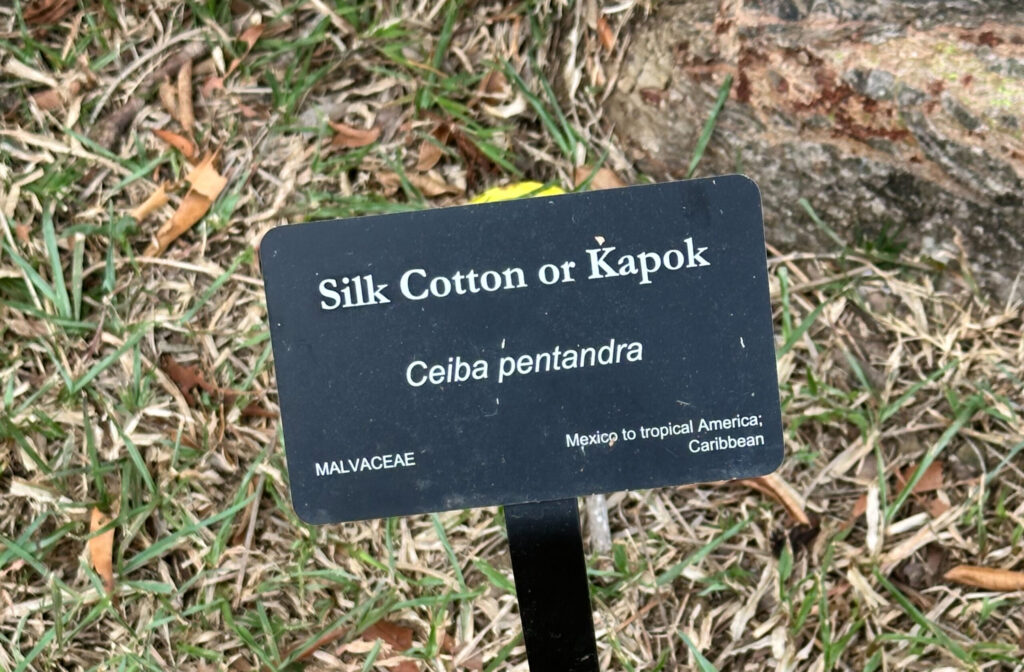 Silk Cotton or Kapok
Ceiba pentandra
MALVACEAE
Mexico to tropical America;
Caribbean